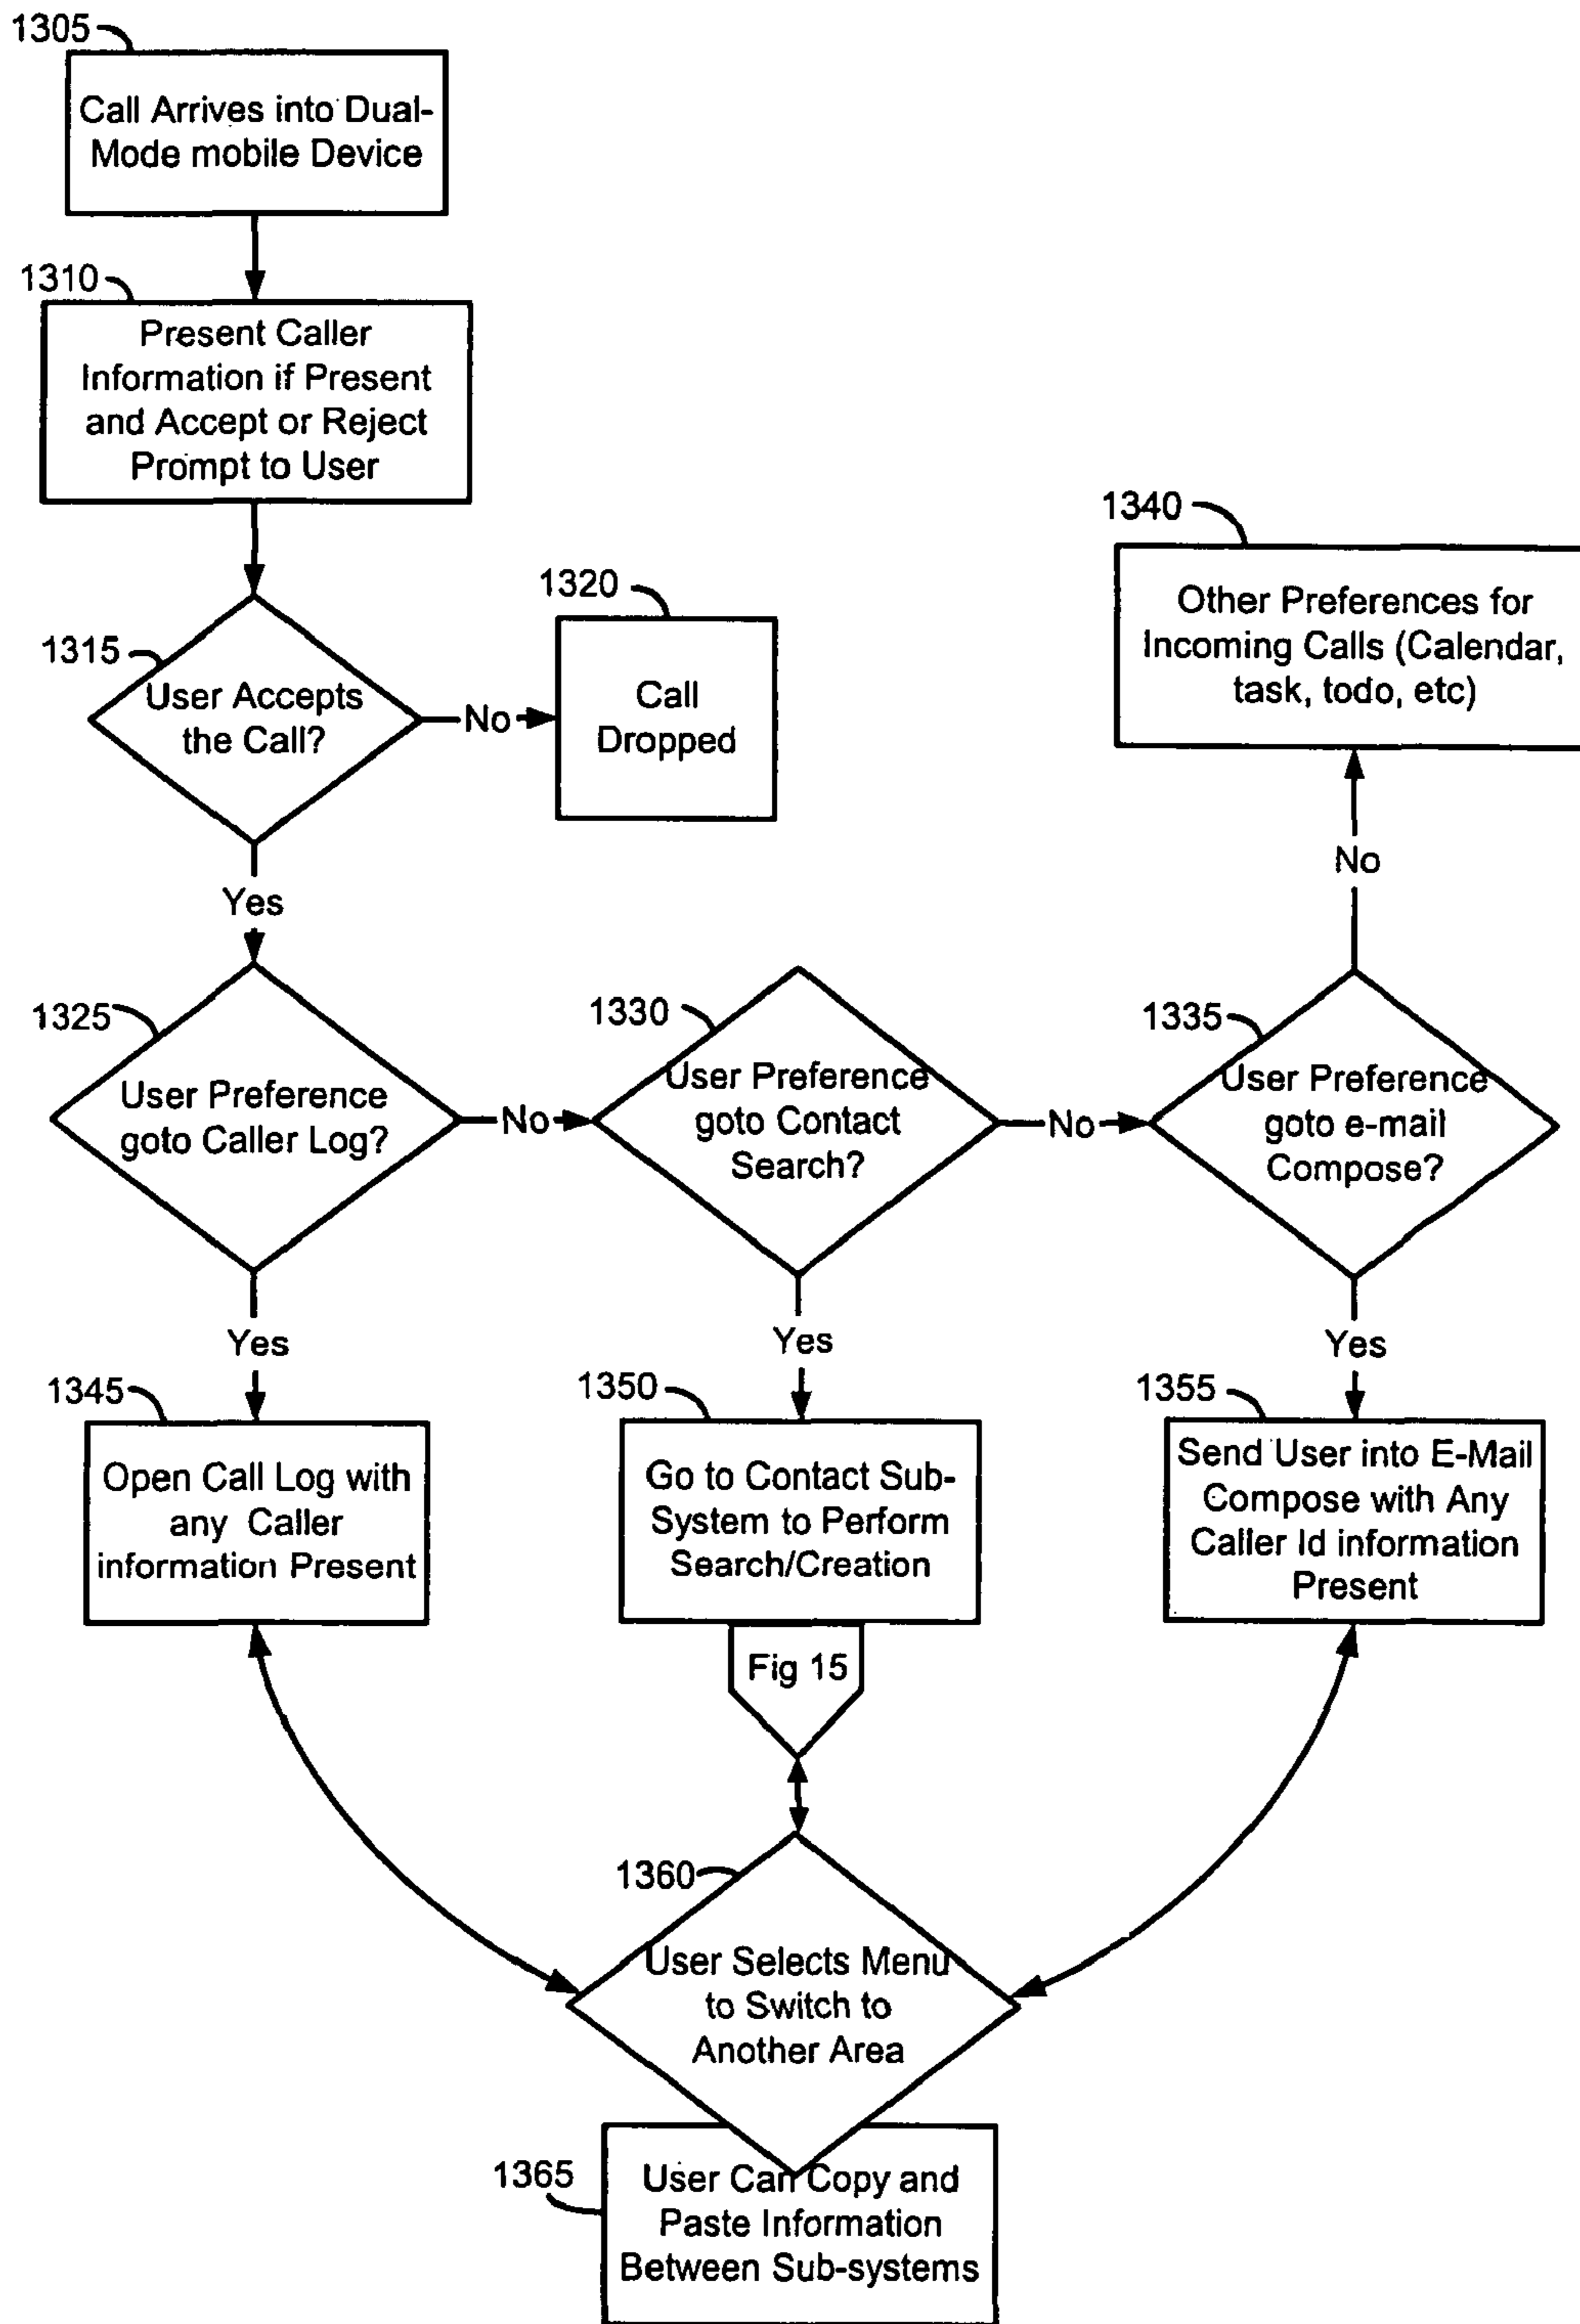 1305
Call Arrives into Dual-
Mode mobile Device
1310
Present Caller
Information if Present
and Accept or Reject
Prompt to User
1315
User Accepts
the Call?
No
1320
Call
Dropped
1340
Other Preferences for
Incoming Calls (Calendar,
task, todo, etc)
Yes
No
1325
User Preference
goto Caller Log?
No
1330
User Preference
goto Contact
Search?
No
1335
User Preference
goto e-mail
Compose?
Yes
Yes
Yes
1345
Open Call Log with
any Caller
information Present
1350
Go to Contact Sub-
System to Perform
Search/Creation
1355
Send User into E-Mail
Compose with Any
Caller Id information
Present
Fig 15
1360
User Selects Menu
to Switch to
Another Area
1365
User Can Copy and
Paste Information
Between Sub-systems